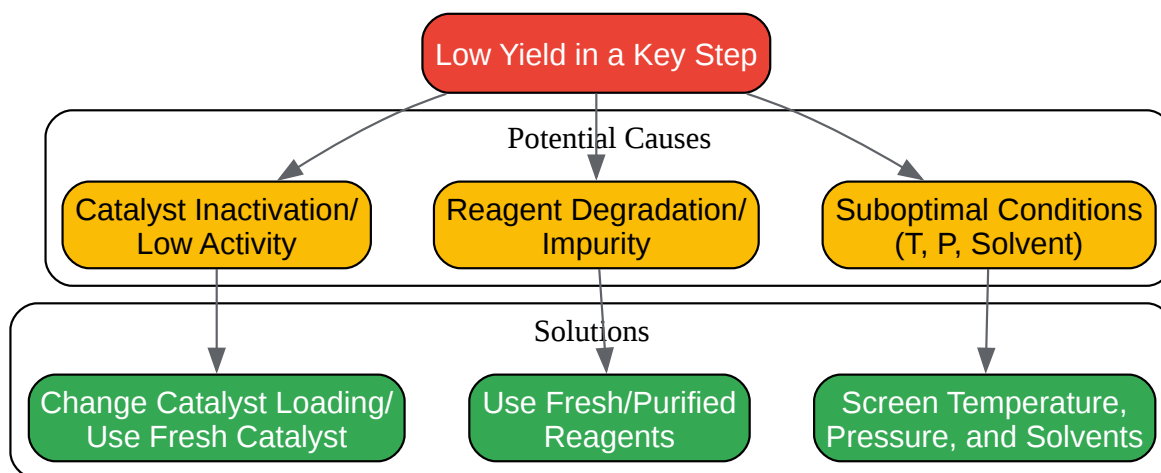 Low Yield in a Key Step
Potential Causes
Catalyst Inactivation/
Low Activity
Reagent Degradation/
Impurity
Suboptimal Conditions
(T, P, Solvent)
Solutions
Change Catalyst Loading/
Use Fresh Catalyst
Use Fresh/Purified
Reagents
Screen Temperature,
Pressure, and Solvents